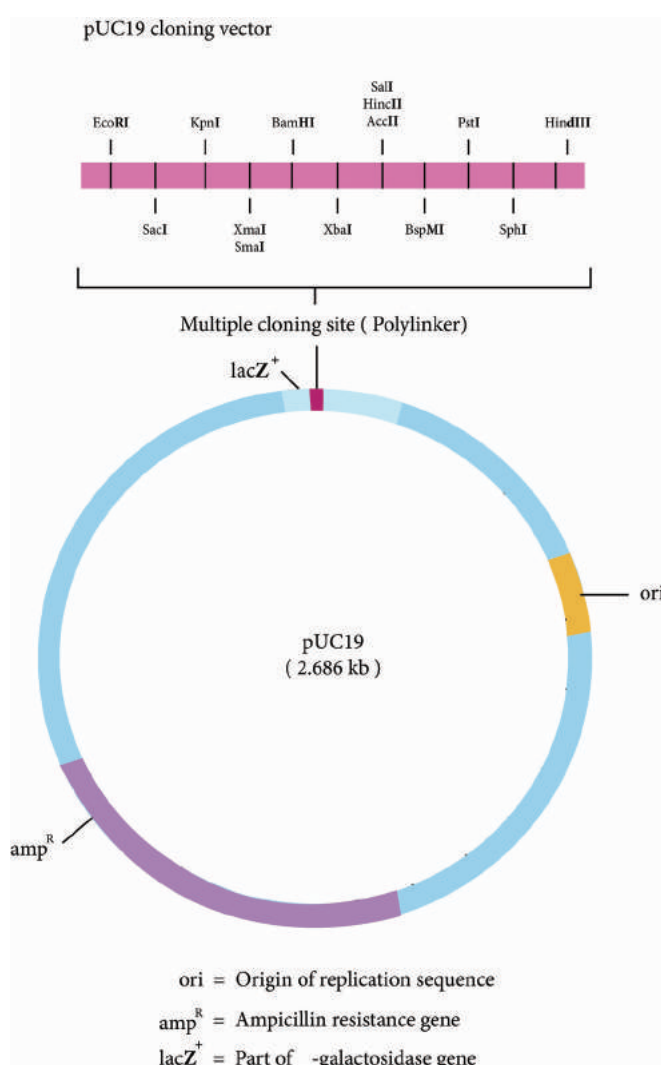 pUC19 cloning vector
SalI
HincII
EcoRI KpnI BamHI AccII PstI HindIII
SacI XmaI XbaI BspMI SphI
SmaI
Multiple cloning site ( Polylinker)
lacZ+
ori
pUC19
( 2.686 kb )
ampR
ori = Origin of replication sequence
ampR = Ampicillin resistance gene
lacZ+ = Part of -galactosidase gene